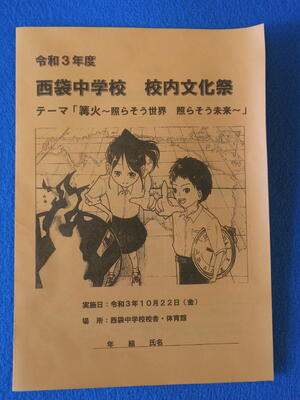 令和３年度
西袋中学校　校内文化祭
テーマ「篝火～照らそう世界　照らそう未来～」
実施日：令和３年１０月２２日（金）
場　所：西袋中学校校舎・体育館
年　組　氏名